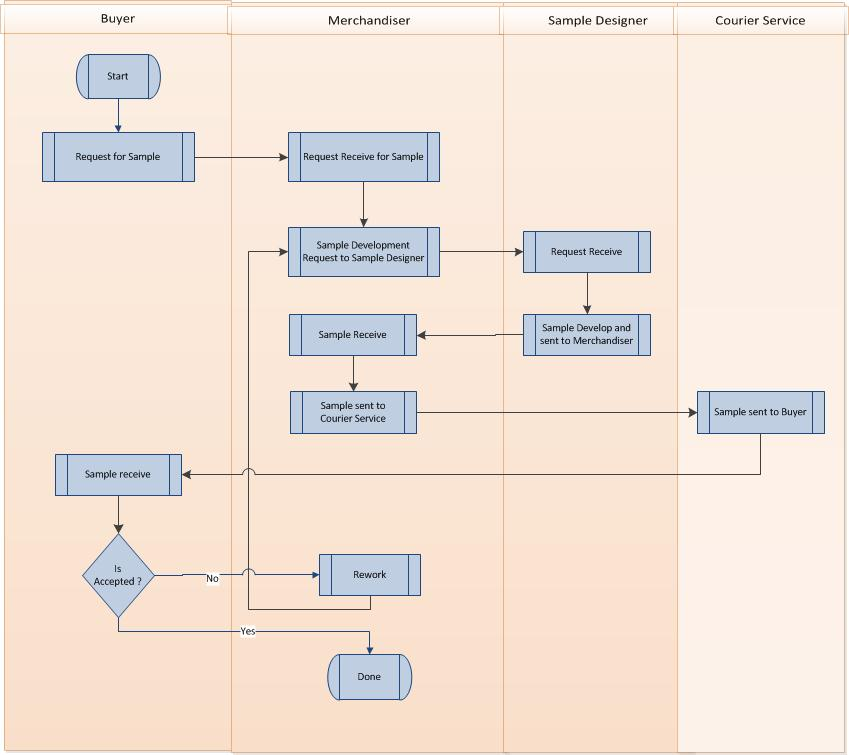 Buyer
Merchandiser
Sample Designer
Courier Service
Start
Request for Sample
Request Receive for Sample
Sample Development
Request to Sample Designer
Request Receive
Sample Receive
Sample Develop and
sent to Merchandiser
Sample sent to
Courier Service
Sample sent to Buyer
Sample receive
Is
Accepted ?
No
Rework
Yes
Done